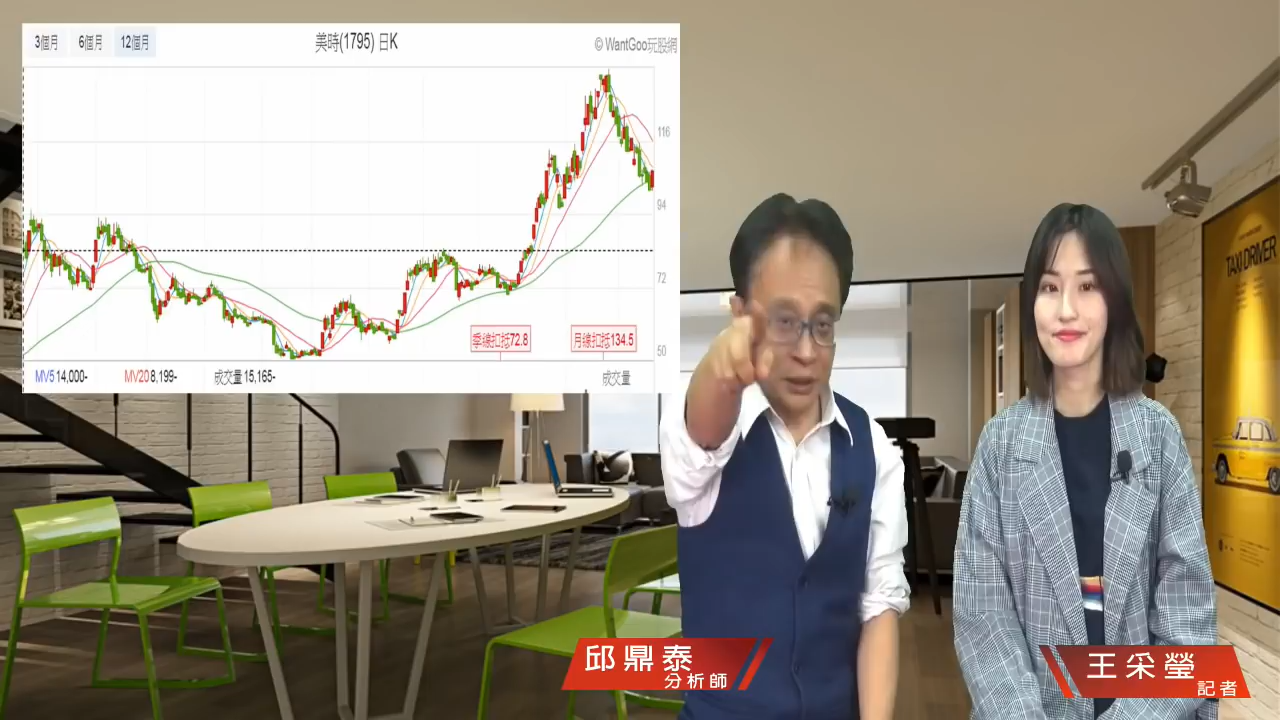 3個月 6個月 12個月
美時(1795) 日K
© WantGoo玩股網
116
94
72
50
季線扣抵72.8
月線扣抵134.5
MV5 14,000- MV20 8,199- 成交量 15,165-
成交量
TAXI DRIVER
邱鼎泰
分析師
王采瑩
記者